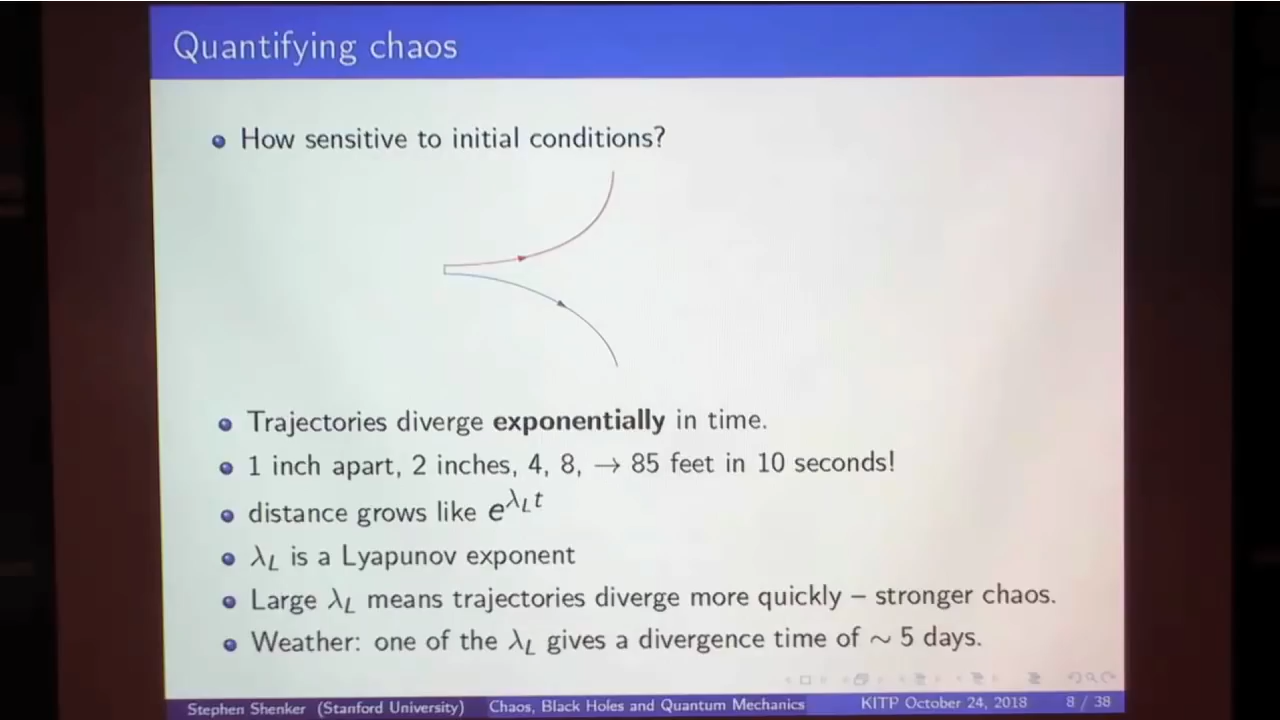 Quantifying chaos
How sensitive to initial conditions?
Trajectories diverge exponentially in time.
1 inch apart, 2 inches, 4, 8, → 85 feet in 10 seconds!
distance grows like e^{λ_L t}
λ_L is a Lyapunov exponent
Large λ_L means trajectories diverge more quickly – stronger chaos.
Weather: one of the λ_L gives a divergence time of ~ 5 days.
Stephen Shenker (Stanford University) Chaos, Black Holes and Quantum Mechanics KITP October 24, 2018 8 / 38